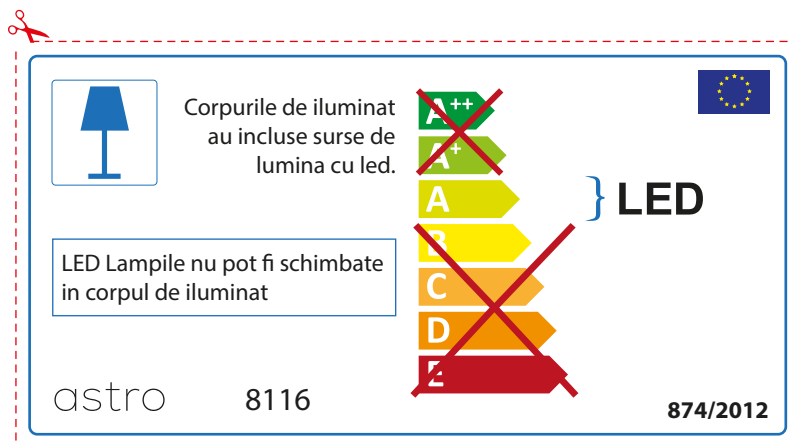 Corpurile de iluminat
au incluse surse de
lumina cu led.
A++
A+
A
B
C
D
E
LED
LED Lampile nu pot fi schimbate
in corpul de iluminat
astro
8116
874/2012